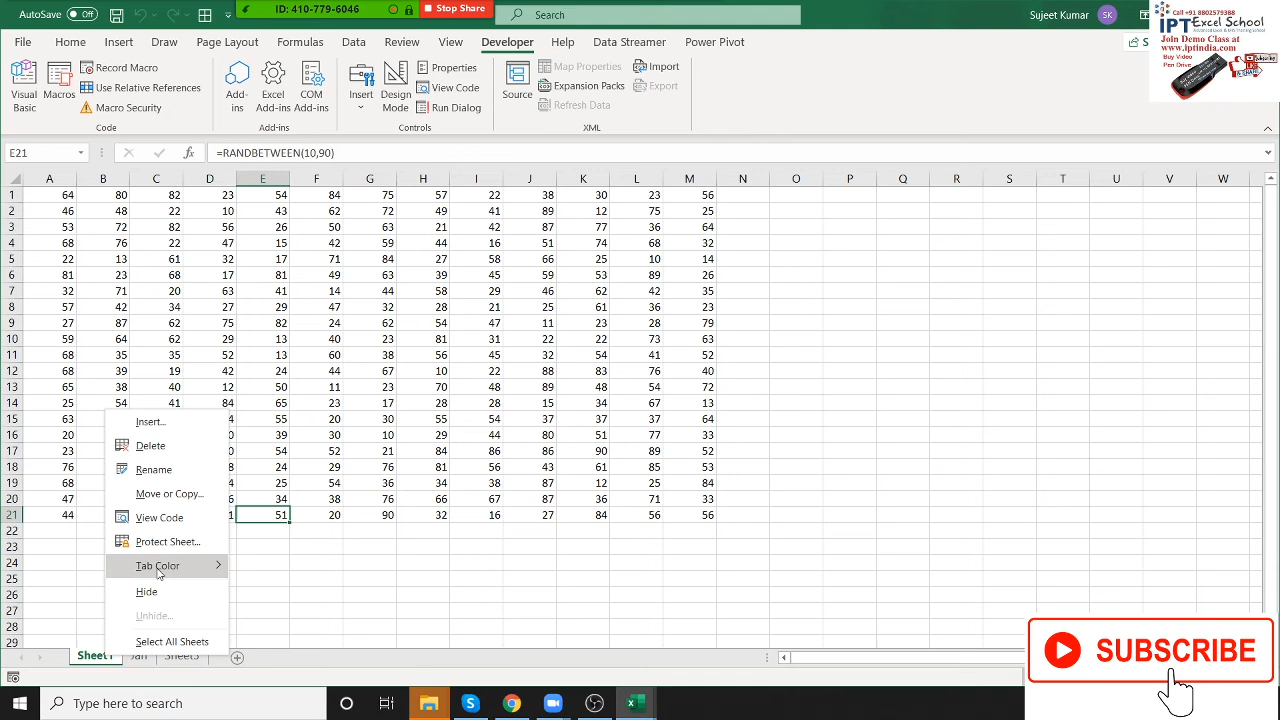 AutoSave Off ID: 410-779-6046 Stop Share Search Sujeet Kumar SK
Call +91 8802579388
IPT Excel School
Advanced Excel & MIS Training School
Join Demo Class at
www.iptindia.com
Buy Video
Pen Drive
File Home Insert Draw Page Layout Formulas Data Review View Developer Help Data Streamer Power Pivot
Visual Basic
Macros
Record Macro
Use Relative References
Macro Security
Code
Add-ins
Excel Add-ins
COM Add-ins
Add-ins
Insert
Design Mode
Properties
View Code
Run Dialog
Controls
Source
Map Properties
Expansion Packs
Refresh Data
Import
Export
XML
E21 fx =RANDBETWEEN(10,90)
A B C D E F G H I J K L M N O P Q R S T U V W
1 64 80 82 23 54 84 75 57 22 38 30 23 56
2 46 48 22 10 43 62 72 49 41 89 12 75 25
3 53 72 82 56 26 50 63 21 42 87 77 36 64
4 68 76 22 47 15 42 59 44 16 51 74 68 32
5 22 13 61 32 17 71 84 27 58 66 25 10 14
6 81 23 68 17 81 49 63 39 45 59 53 89 26
7 32 71 20 63 41 14 44 58 29 46 62 42 35
8 57 42 34 27 29 47 32 28 21 25 61 36 23
9 27 87 62 75 82 24 62 54 47 11 23 28 79
10 59 64 62 29 13 40 23 81 31 22 22 73 63
11 68 35 35 52 13 60 38 56 45 32 54 41 52
12 68 39 19 42 24 44 67 10 22 88 83 76 40
13 65 38 40 12 50 11 23 70 48 89 48 54 72
14 25 54 41 84 65 23 17 28 28 15 34 67 13
15 63 4 55 20 30 55 54 37 37 37 64
16 20 0 39 30 10 29 44 80 51 77 33
17 23 0 54 52 21 84 86 86 90 89 52
18 76 8 24 29 76 81 56 43 61 85 53
19 68 4 25 54 36 34 38 87 12 25 84
20 47 6 34 38 76 66 67 87 36 71 33
21 44 1 51 20 90 32 16 27 84 56 56
22
23
24
25
26
27
28
29
Insert...
Delete
Rename
Move or Copy...
View Code
Protect Sheet...
Tab Color
Hide
Unhide...
Select All Sheets
Sheet1 Jan Sheet3
SUBSCRIBE
Type here to search